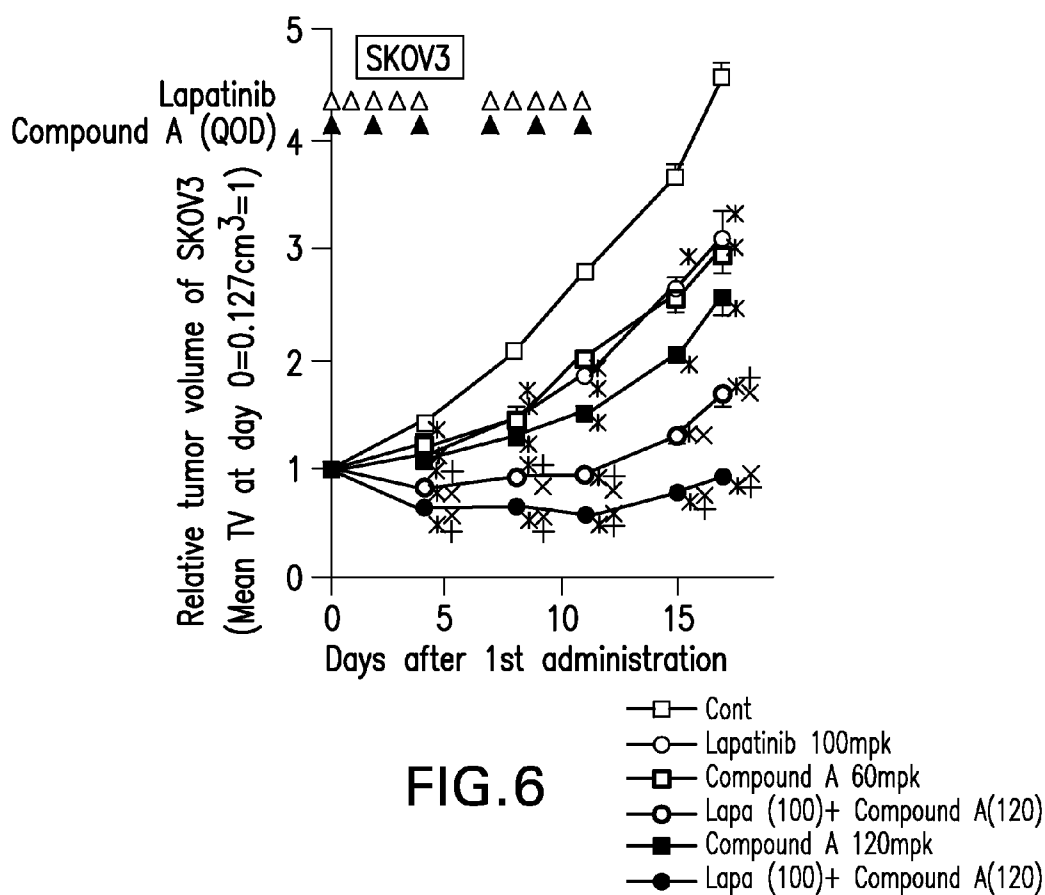 5
SKOV3
Lapatinib
Compound A (QOD)
4
3
2
1
0
Relative tumor volume of SKOV3
(Mean TV at day 0=0.127cm³=1)
0 5 10 15
Days after 1st administration
Cont
Lapatinib 100mpk
Compound A 60mpk
Lapa (100)+ Compound A(120)
Compound A 120mpk
Lapa (100)+ Compound A(120)
FIG.6